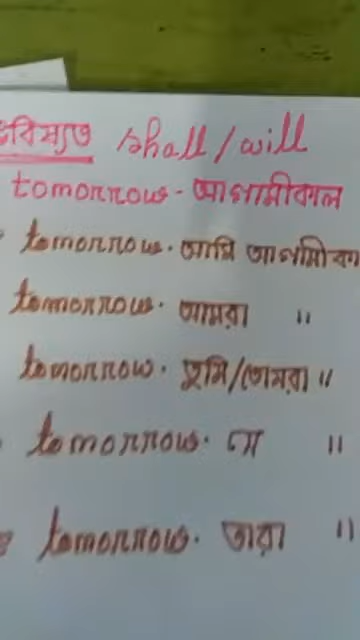 ভবিষ্যত shall/will
tomorrow - আগামীকাল
tomorrow. আমি আগামীকা
tomorrow. আমরা "
tomorrow. তুমি/তোমরা "
tomorrow. সে "
tomorrow. তারা "